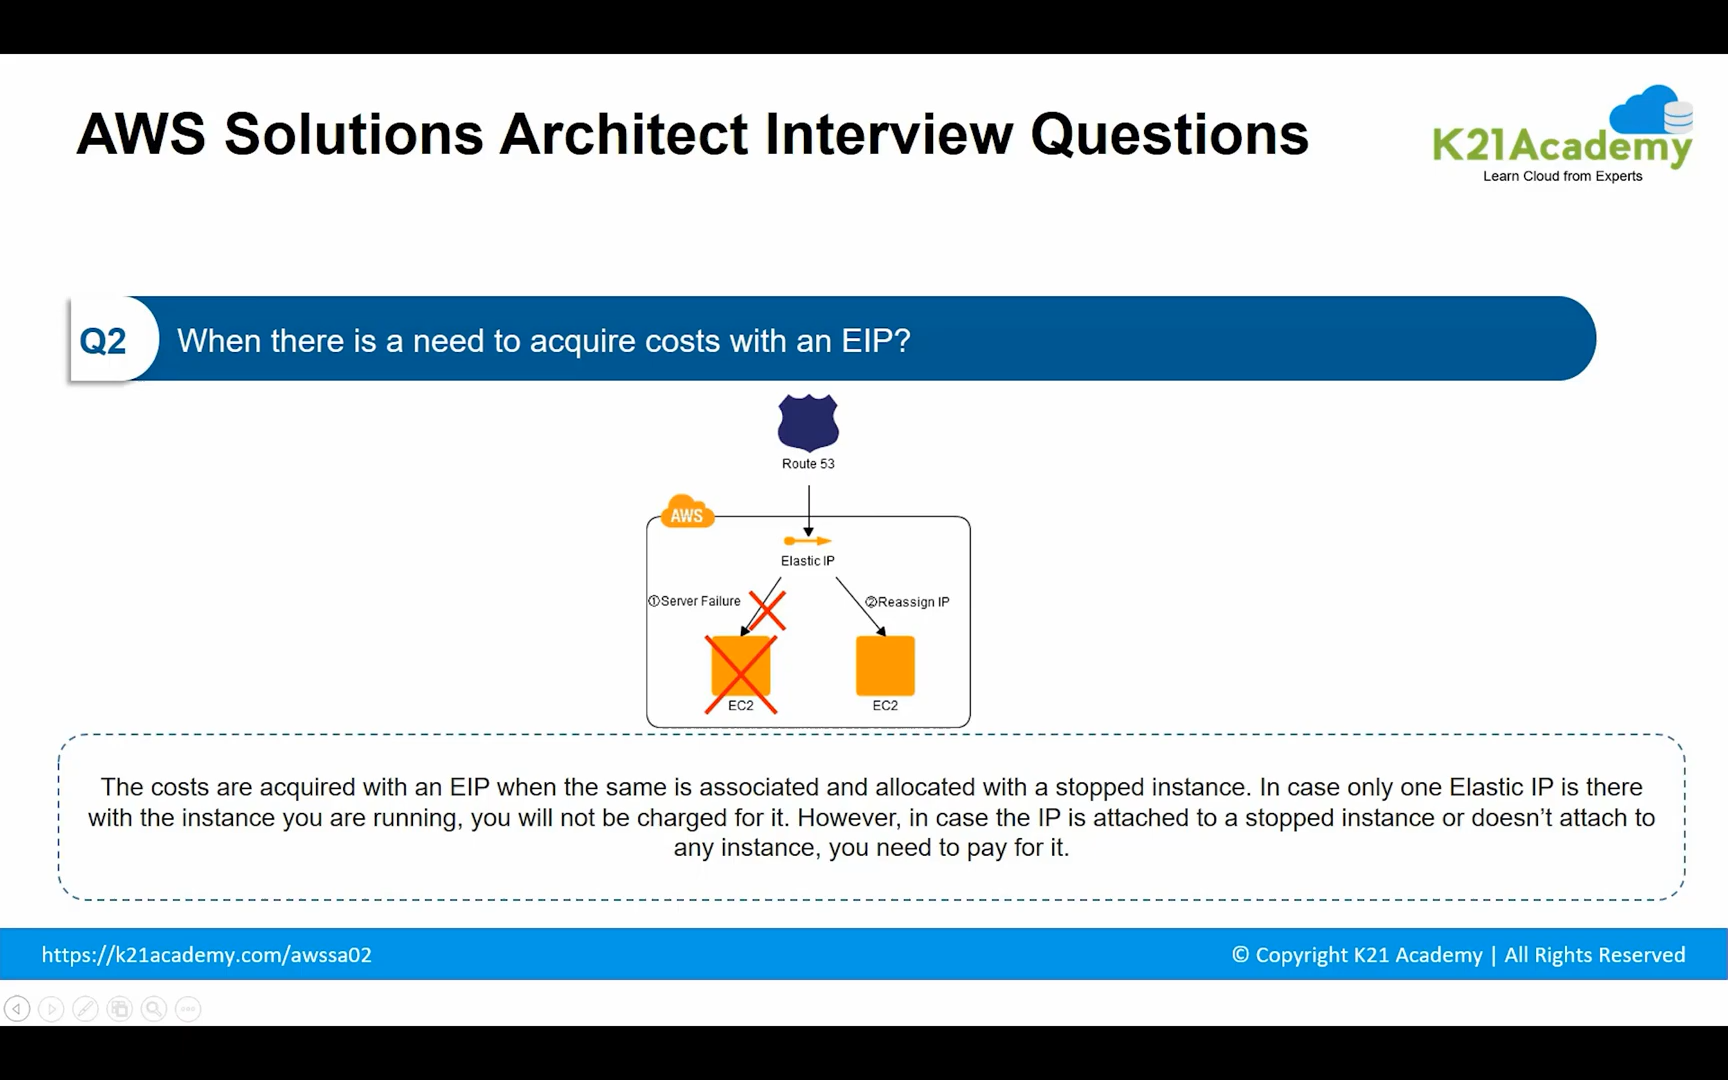 AWS Solutions Architect Interview Questions
K21Academy
Learn Cloud from Experts
Q2
When there is a need to acquire costs with an EIP?
Route 53
AWS
Elastic IP
①Server Failure
②Reassign IP
EC2
EC2
The costs are acquired with an EIP when the same is associated and allocated with a stopped instance. In case only one Elastic IP is there
with the instance you are running, you will not be charged for it. However, in case the IP is attached to a stopped instance or doesn’t attach to
any instance, you need to pay for it.
https://k21academy.com/awssa02
© Copyright K21 Academy | All Rights Reserved